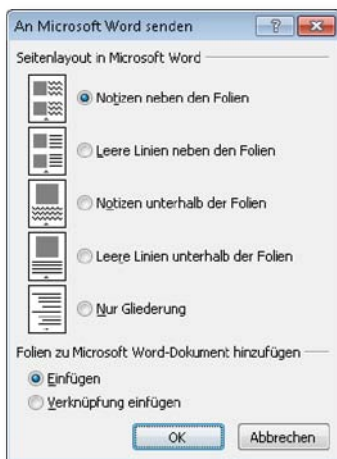 An Microsoft Word senden
Seitenlayout in Microsoft Word
Notizen neben den Folien
Leere Linien neben den Folien
Notizen unterhalb der Folien
Leere Linien unterhalb der Folien
Nur Gliederung
Folien zu Microsoft Word-Dokument hinzufügen
Einfügen
Verknüpfung einfügen
OK Abbrechen